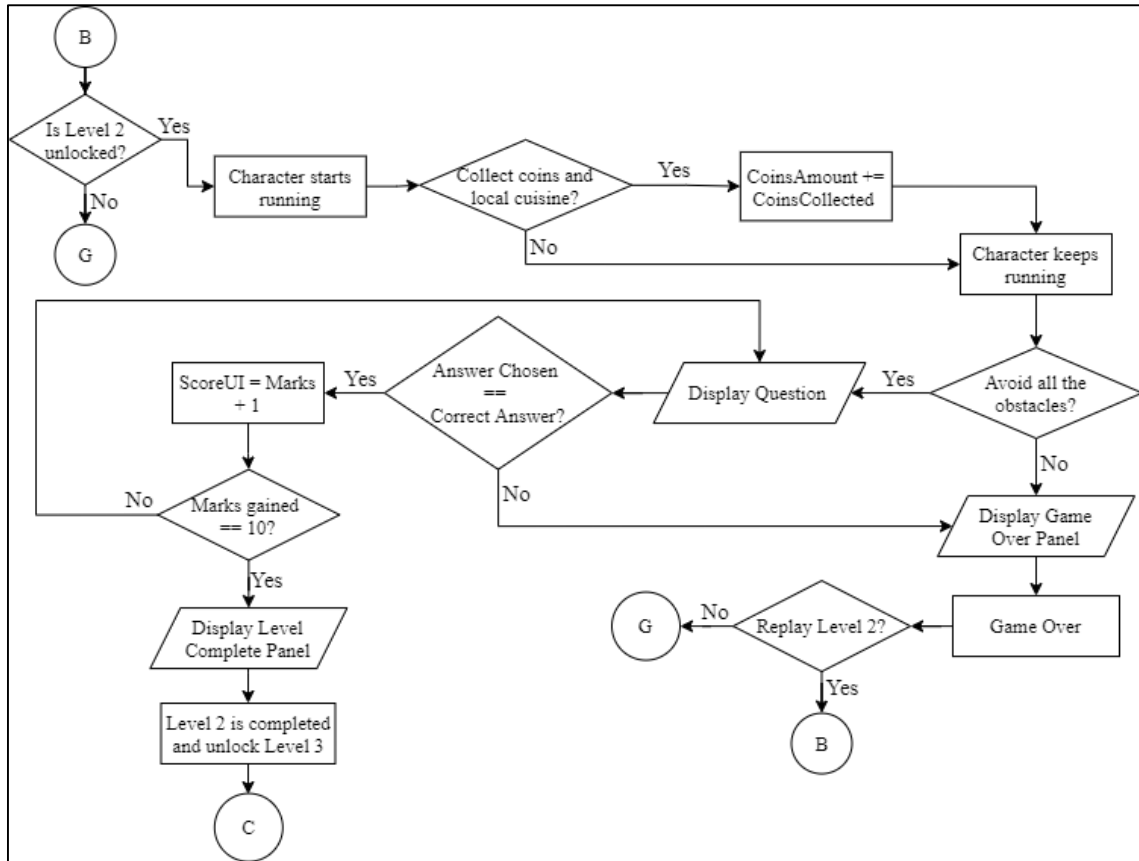 B
Is Level 2
unlocked?
Yes
No
G
Character starts
running
Collect coins and
local cuisine?
Yes
No
CoinsAmount +=
CoinsCollected
Character keeps
running
Avoid all the
obstacles?
Yes
No
Display Question
Answer Chosen
==
Correct Answer?
Yes
No
ScoreUI = Marks
+ 1
Marks gained
== 10?
No
Yes
Display Level
Complete Panel
Level 2 is completed
and unlock Level 3
C
Display Game
Over Panel
Game Over
Replay Level 2?
No
G
Yes
B